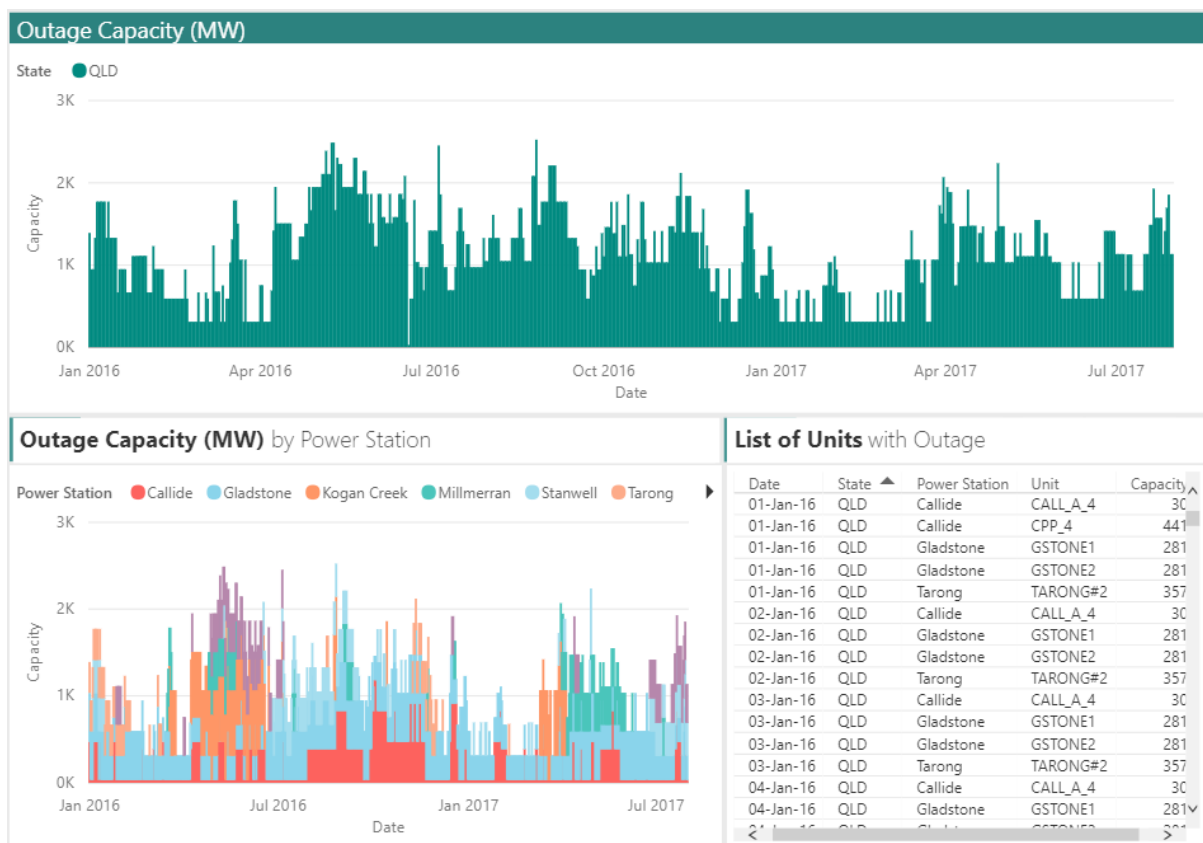 Outage Capacity (MW)
State QLD
3K
2K
1K
0K
Capacity
Jan 2016 Apr 2016 Jul 2016 Oct 2016 Jan 2017 Apr 2017 Jul 2017
Date
Outage Capacity (MW) by Power Station
Power Station Callide Gladstone Kogan Creek Millmerran Stanwell Tarong
3K
2K
1K
0K
Capacity
Jan 2016 Jul 2016 Jan 2017 Jul 2017
Date
List of Units with Outage
Date State Power Station Unit Capacity
01-Jan-16 QLD Callide CALL_A_4 30
01-Jan-16 QLD Callide CPP_4 441
01-Jan-16 QLD Gladstone GSTONE1 281
01-Jan-16 QLD Gladstone GSTONE2 281
01-Jan-16 QLD Tarong TARONG#2 357
02-Jan-16 QLD Callide CALL_A_4 30
02-Jan-16 QLD Gladstone GSTONE1 281
02-Jan-16 QLD Gladstone GSTONE2 281
02-Jan-16 QLD Tarong TARONG#2 357
03-Jan-16 QLD Callide CALL_A_4 30
03-Jan-16 QLD Gladstone GSTONE1 281
03-Jan-16 QLD Gladstone GSTONE2 281
03-Jan-16 QLD Tarong TARONG#2 357
04-Jan-16 QLD Callide CALL_A_4 30
04-Jan-16 QLD Gladstone GSTONE1 281